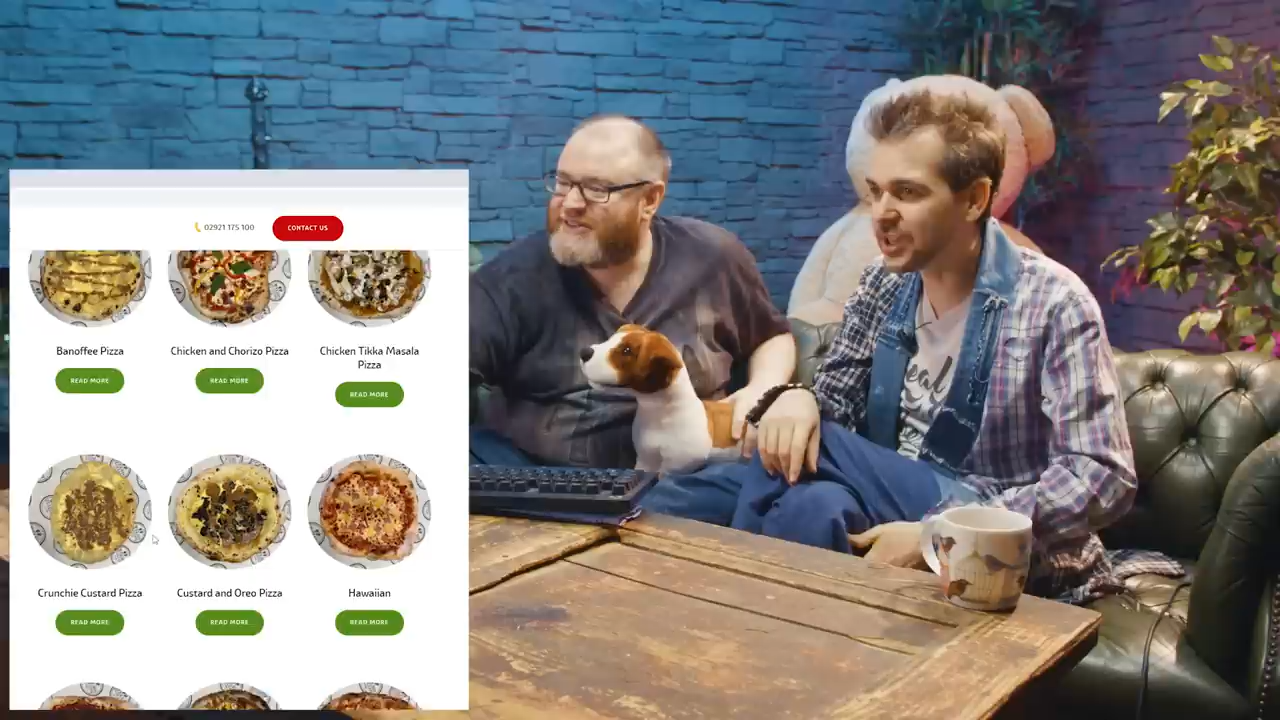 02921 175 100
CONTACT US
Banoffee Pizza
Chicken and Chorizo Pizza
Chicken Tikka Masala
Pizza
READ MORE
READ MORE
READ MORE
Crunchie Custard Pizza
Custard and Oreo Pizza
Hawaiian
READ MORE
READ MORE
READ MORE